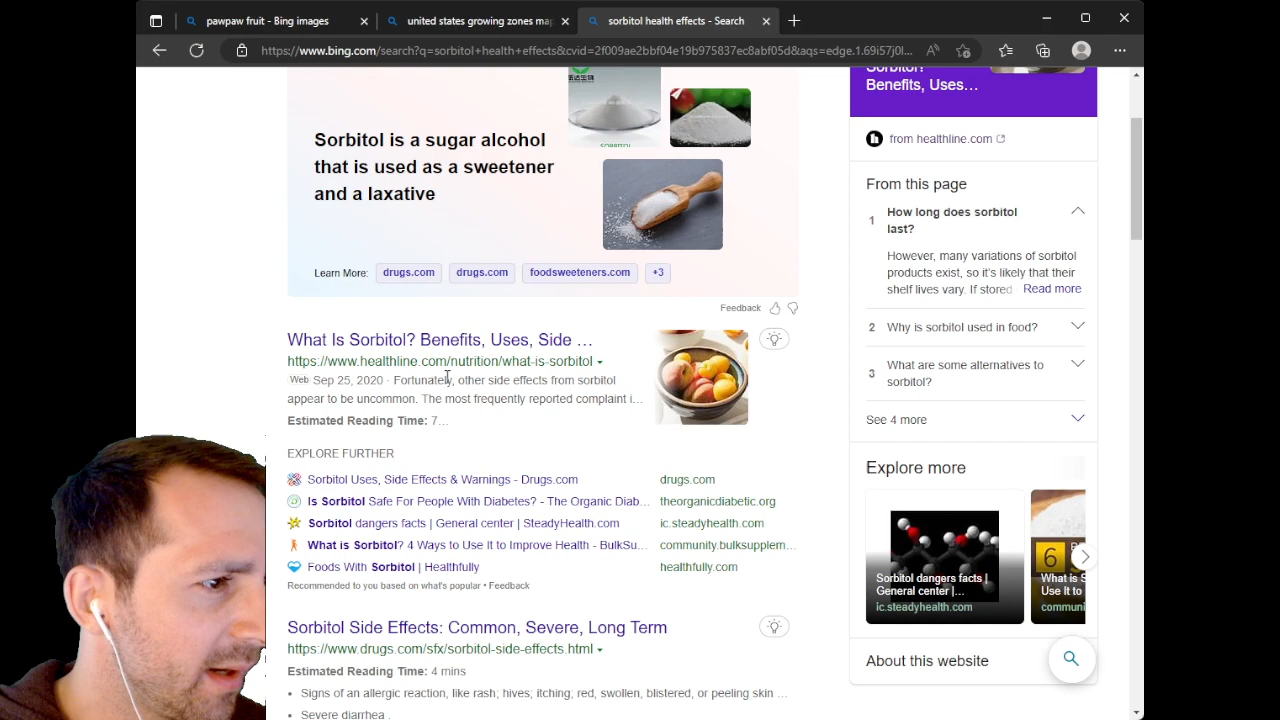 pawpaw fruit - Bing images
united states growing zones map
sorbitol health effects - Search
https://www.bing.com/search?q=sorbitol+health+effects&cvid=2f009ae2bbf04e19b975837ec8abf05d&aqs=edge.1.69i57j0l...
Sorbitol is a sugar alcohol
that is used as a sweetener
and a laxative
SORBITOL
Learn More: drugs.com drugs.com foodsweeteners.com +3
Feedback
What Is Sorbitol? Benefits, Uses, Side …
https://www.healthline.com/nutrition/what-is-sorbitol
Web Sep 25, 2020 · Fortunately, other side effects from sorbitol
appear to be uncommon. The most frequently reported complaint i…
Estimated Reading Time: 7…
EXPLORE FURTHER
Sorbitol Uses, Side Effects & Warnings - Drugs.com drugs.com
Is Sorbitol Safe For People With Diabetes? - The Organic Diab… theorganicdiabetic.org
Sorbitol dangers facts | General center | SteadyHealth.com ic.steadyhealth.com
What is Sorbitol? 4 Ways to Use It to Improve Health - BulkSu… community.bulksupplem…
Foods With Sorbitol | Healthfully healthfully.com
Recommended to you based on what's popular • Feedback
Sorbitol Side Effects: Common, Severe, Long Term
https://www.drugs.com/sfx/sorbitol-side-effects.html
Estimated Reading Time: 4 mins
• Signs of an allergic reaction, like rash; hives; itching; red, swollen, blistered, or peeling skin …
• Severe diarrhea .
Sorbitol?
Benefits, Uses…
from healthline.com
From this page
1 How long does sorbitol
last?
However, many variations of sorbitol
products exist, so it's likely that their
shelf lives vary. If stored Read more
2 Why is sorbitol used in food?
3 What are some alternatives to
sorbitol?
See 4 more
Explore more
Sorbitol dangers facts |
General center |…
ic.steadyhealth.com
6
What is S
Use It to
communi
About this website